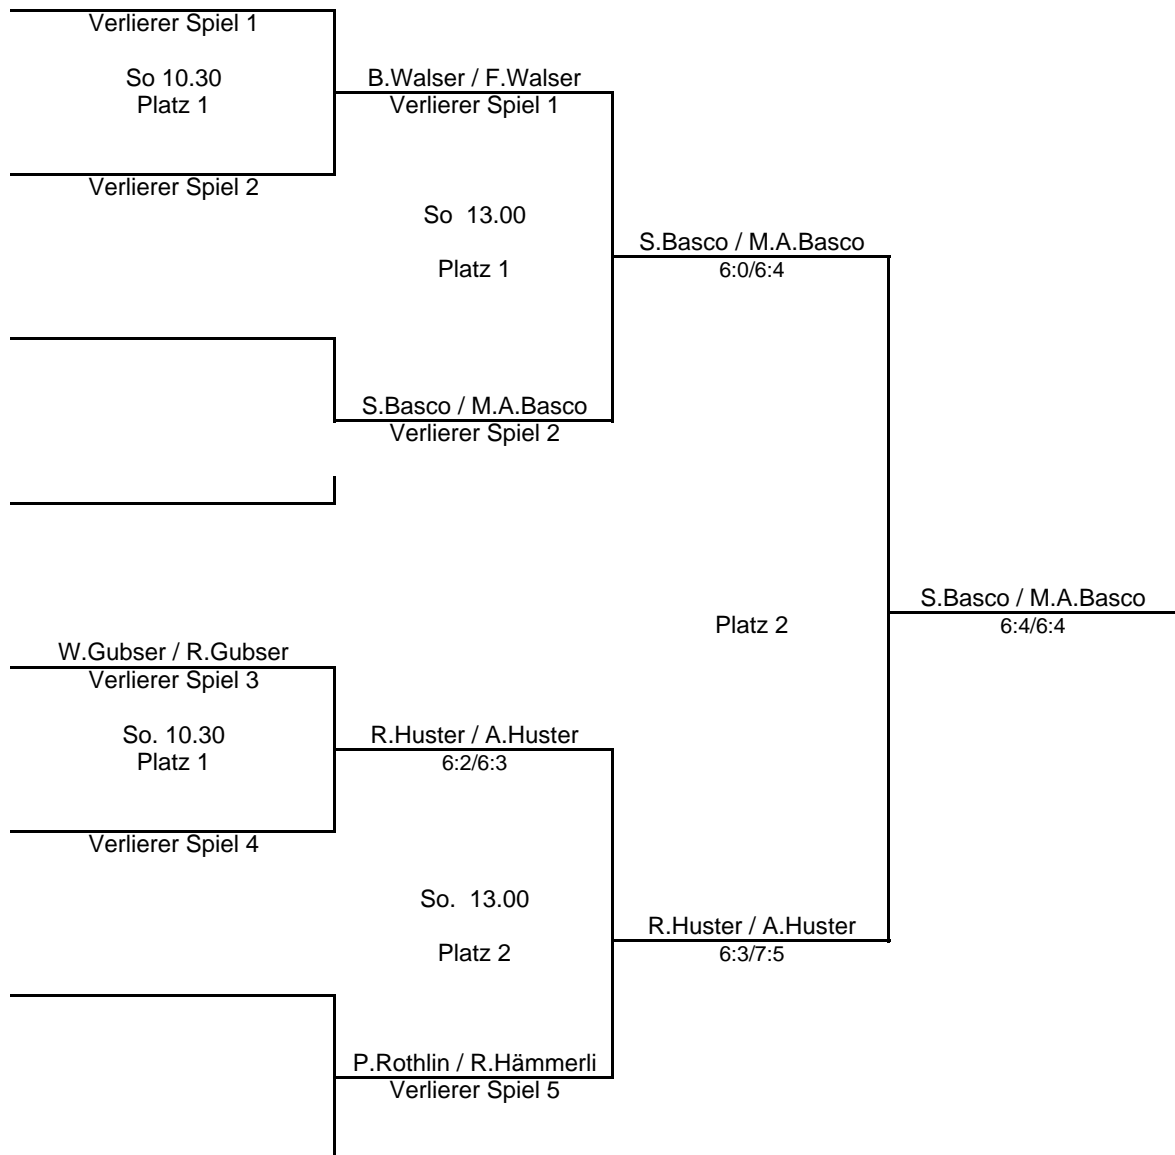 Verlierer Spiel 1
So 10.30
Platz 1
B.Walser / F.Walser
Verlierer Spiel 1
Verlierer Spiel 2
So  13.00
Platz 1
S.Basco / M.A.Basco
6:0/6:4
S.Basco / M.A.Basco
Verlierer Spiel 2
Platz 2
S.Basco / M.A.Basco
6:4/6:4
W.Gubser / R.Gubser
Verlierer Spiel 3
So. 10.30
Platz 1
R.Huster / A.Huster
6:2/6:3
Verlierer Spiel 4
So.  13.00
Platz 2
R.Huster / A.Huster
6:3/7:5
P.Rothlin / R.Hämmerli
Verlierer Spiel 5